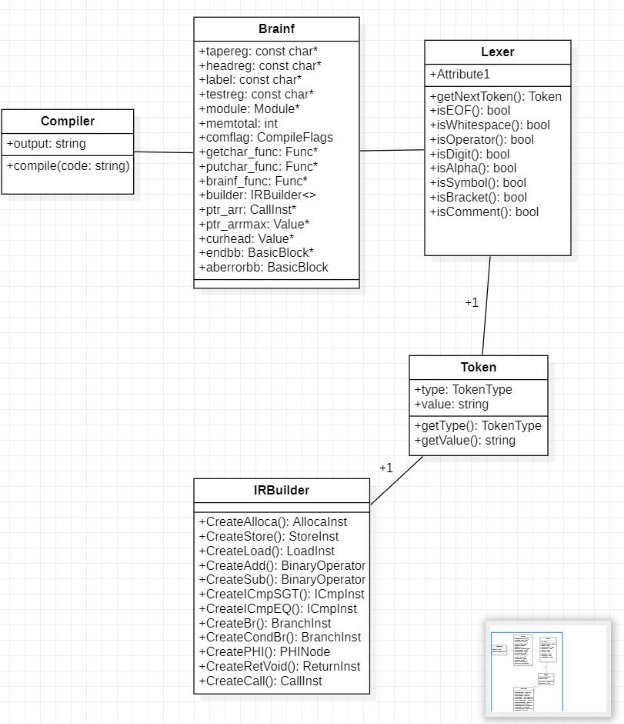 Brainf
+tapereg: const char*
+headreg: const char*
+label: const char*
+testreg: const char*
+module: Module*
+memtotal: int
+comflag: CompileFlags
+getchar_func: Func*
+putchar_func: Func*
+brainf_func: Func*
+builder: IRBuilder<>
+ptr_arr: CallInst*
+ptr_arrmax: Value*
+curhead: Value*
+endbb: BasicBlock*
+aberrorbb: BasicBlock
Lexer
+Attribute1
+getNextToken(): Token
+isEOF(): bool
+isWhitespace(): bool
+isOperator(): bool
+isDigit(): bool
+isAlpha(): bool
+isSymbol(): bool
+isBracket(): bool
+isComment(): bool
Compiler
+output: string
+compile(code: string)
+1
Token
+type: TokenType
+value: string
+getType(): TokenType
+getValue(): string
+1
IRBuilder
+CreateAlloca(): AllocaInst
+CreateStore(): StoreInst
+CreateLoad(): LoadInst
+CreateAdd(): BinaryOperator
+CreateSub(): BinaryOperator
+CreateICmpSGT(): ICmpInst
+CreateICmpEQ(): ICmpInst
+CreateBr(): BranchInst
+CreateCondBr(): BranchInst
+CreatePHI(): PHINode
+CreateRetVoid(): ReturnInst
+CreateCall(): CallInst